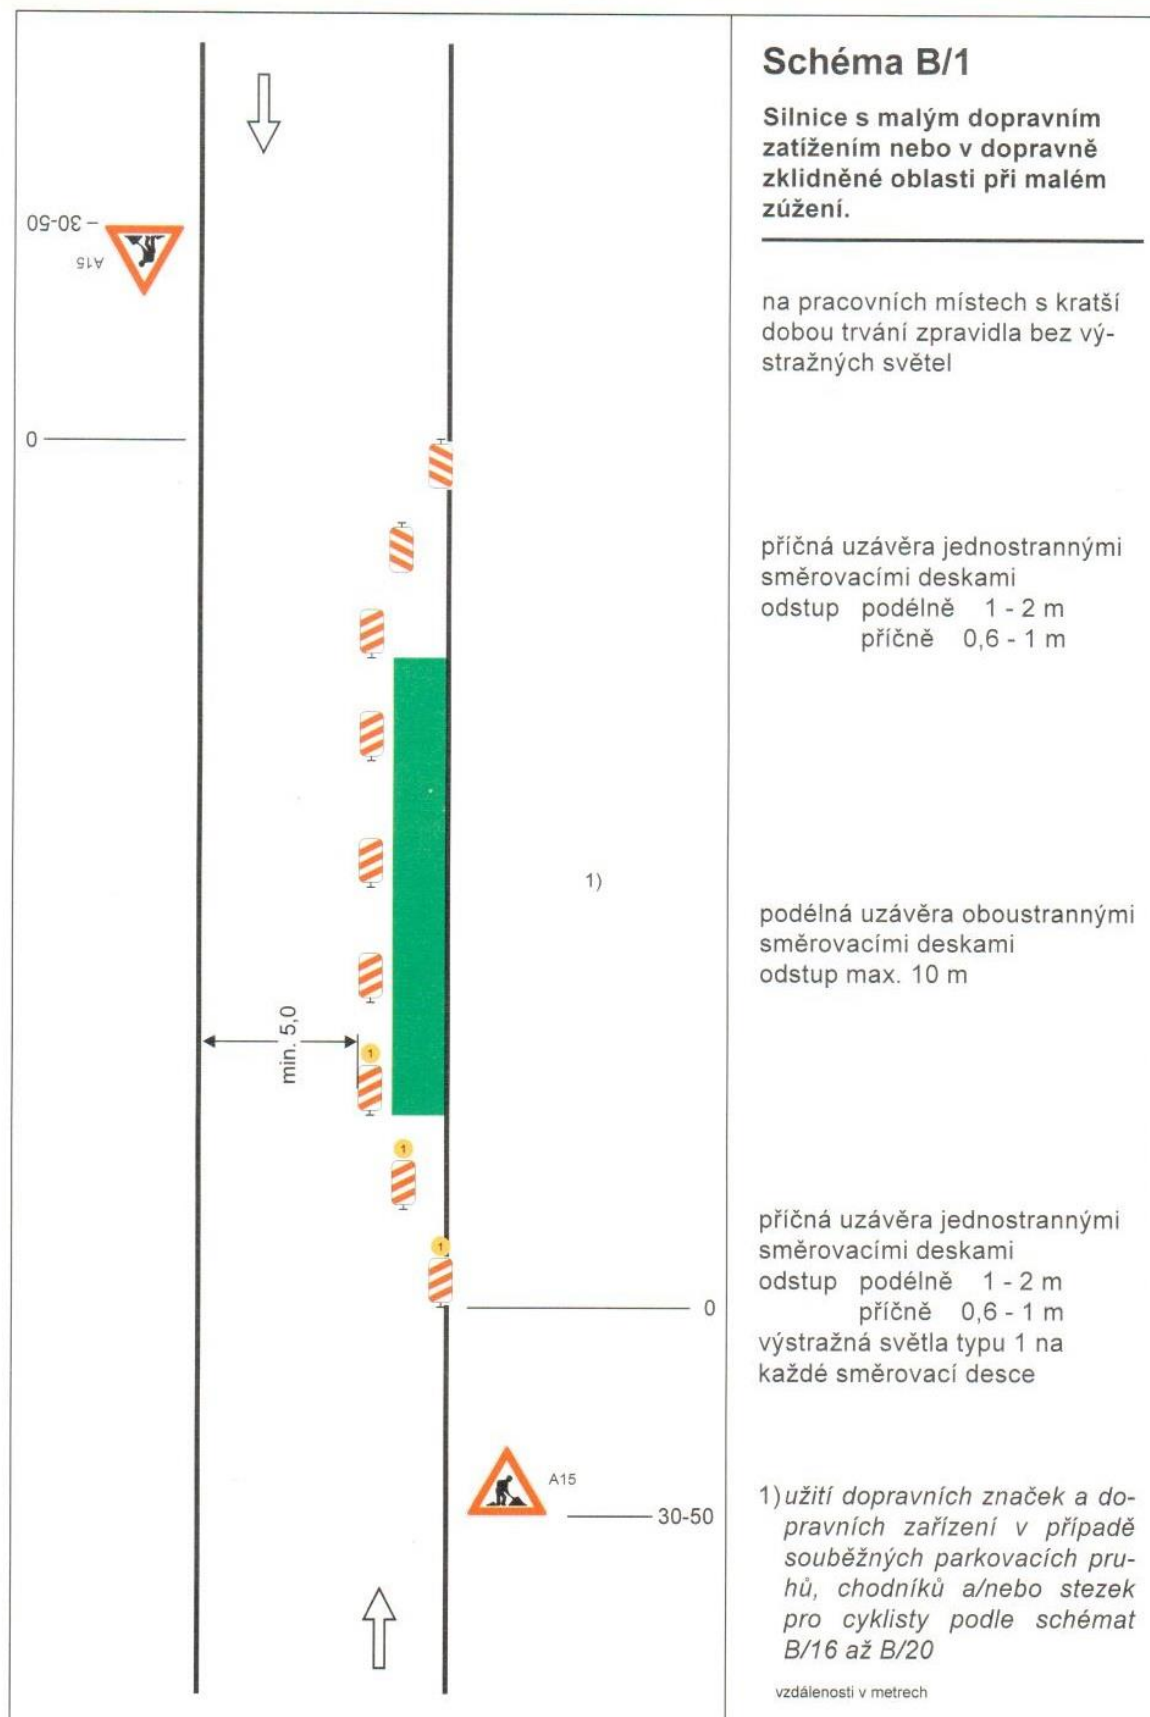 Schéma B/1
Silnice s malým dopravním
zatížením nebo v dopravně
zklidněné oblasti při malém
zúžení.
30-50
A15
na pracovních místech s kratší
dobou trvání zpravidla bez vý-
stražných světel
0
příčná uzávěra jednostrannými
směrovacími deskami
odstup podélně 1 - 2 m
příčně 0,6 - 1 m
1)
podélná uzávěra oboustrannými
směrovacími deskami
odstup max. 10 m
min. 5,0
1
1
1
příčná uzávěra jednostrannými
směrovacími deskami
odstup podélně 1 - 2 m
příčně 0,6 - 1 m
výstražná světla typu 1 na
každé směrovací desce
0
A15
30-50
1) užití dopravních značek a do-
pravních zařízení v případě
souběžných parkovacích pru-
hů, chodníků a/nebo stezek
pro cyklisty podle schémat
B/16 až B/20
vzdálenosti v metrech